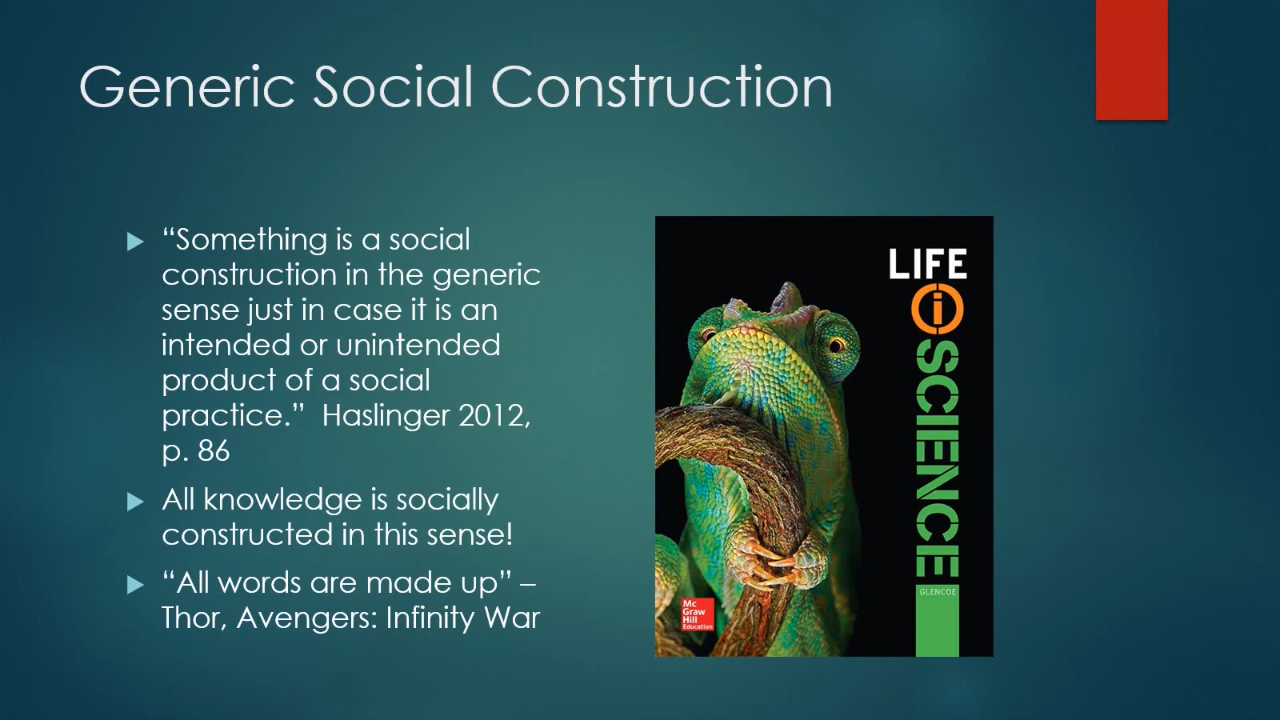 Generic Social Construction
“Something is a social
construction in the generic
sense just in case it is an
intended or unintended
product of a social
practice.”  Haslinger 2012,
p. 86
All knowledge is socially
constructed in this sense!
“All words are made up” –
Thor, Avengers: Infinity War
LIFE
i
SCIENCE
GLENCOE
Mc
Graw
Hill
Education